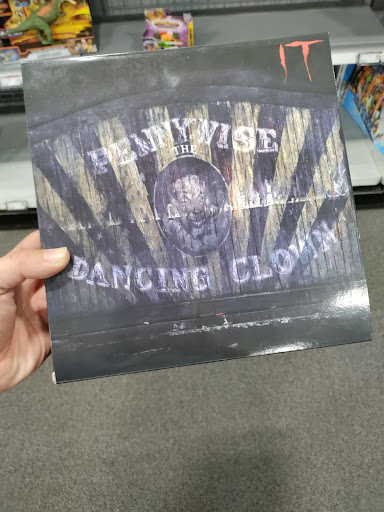 IT
PENNYWISE
THE
DANCING CLOWN